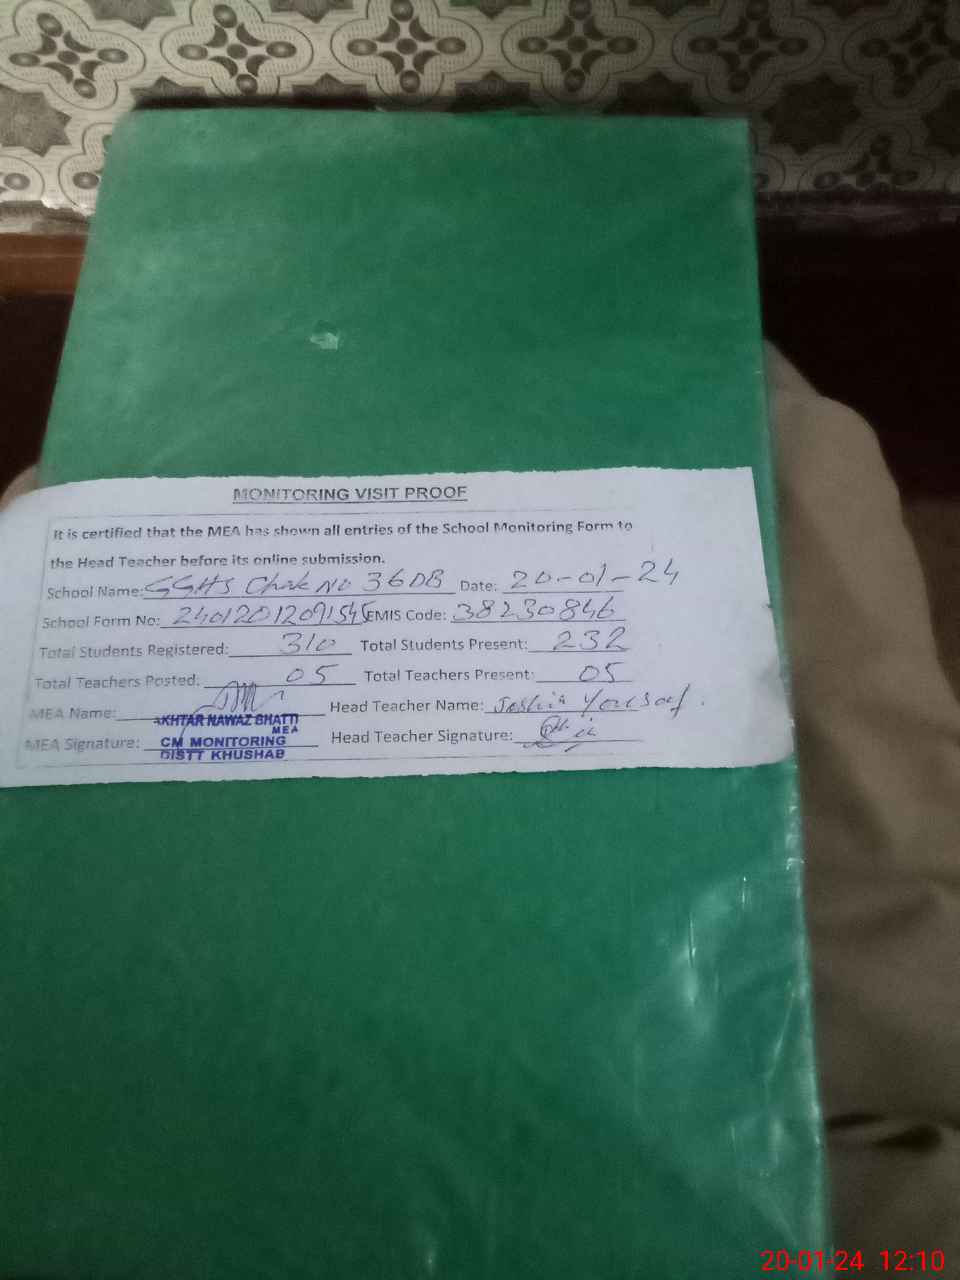 MONITORING VISIT PROOF
It is certified that the MEA has shown all entries of the School Monitoring Form to
the Head Teacher before its online submission.
School Name: GGHS Chak No 36DB Date: 20-01-24
School Form No: 24012012091545 EMIS Code: 38230846
Total Students Registered: 310 Total Students Present: 232
Total Teachers Posted: 05 Total Teachers Present: 05
MEA Name: Head Teacher Name: Yousaf
AKHTAR NAWAZ BHATTI
MEA
MEA Signature: CM MONITORING Head Teacher Signature:
DISTT KHUSHAB
20-01-24 12:10